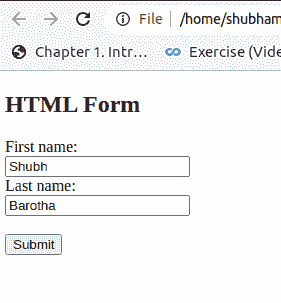 File /home/shubham
Chapter 1. Intr... Exercise (Vide
HTML Form
First name:
Shubh
Last name:
Barotha
Submit